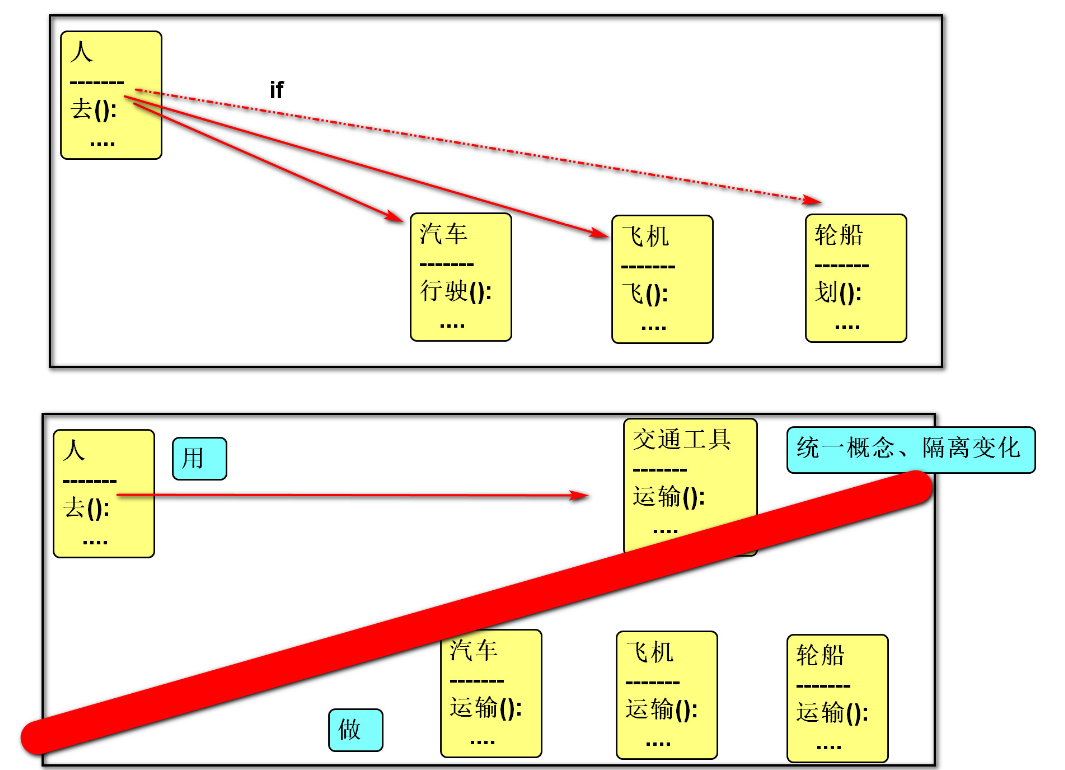 人
-------
去():
....
if
汽车
-------
行驶():
....
飞机
-------
飞():
....
轮船
-------
划():
....
人
-------
去():
....
用
交通工具
-------
运输():
....
统一概念、隔离变化
做
汽车
-------
运输():
....
飞机
-------
运输():
....
轮船
-------
运输():
....